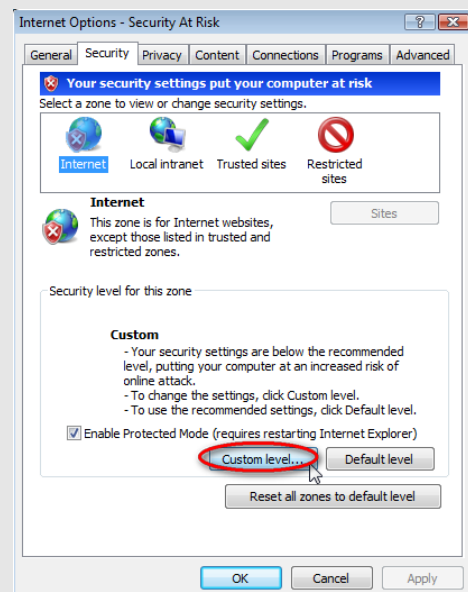 Internet Options - Security At Risk
General Security Privacy Content Connections Programs Advanced
Your security settings put your computer at risk
Select a zone to view or change security settings.
Internet Local intranet Trusted sites Restricted
sites
Internet
Sites
This zone is for Internet websites,
except those listed in trusted and
restricted zones.
Security level for this zone
Custom
- Your security settings are below the recommended
level, putting your computer at an increased risk of
online attack.
- To change the settings, click Custom level.
- To use the recommended settings, click Default level.
Enable Protected Mode (requires restarting Internet Explorer)
Custom level... Default level
Reset all zones to default level
OK Cancel Apply